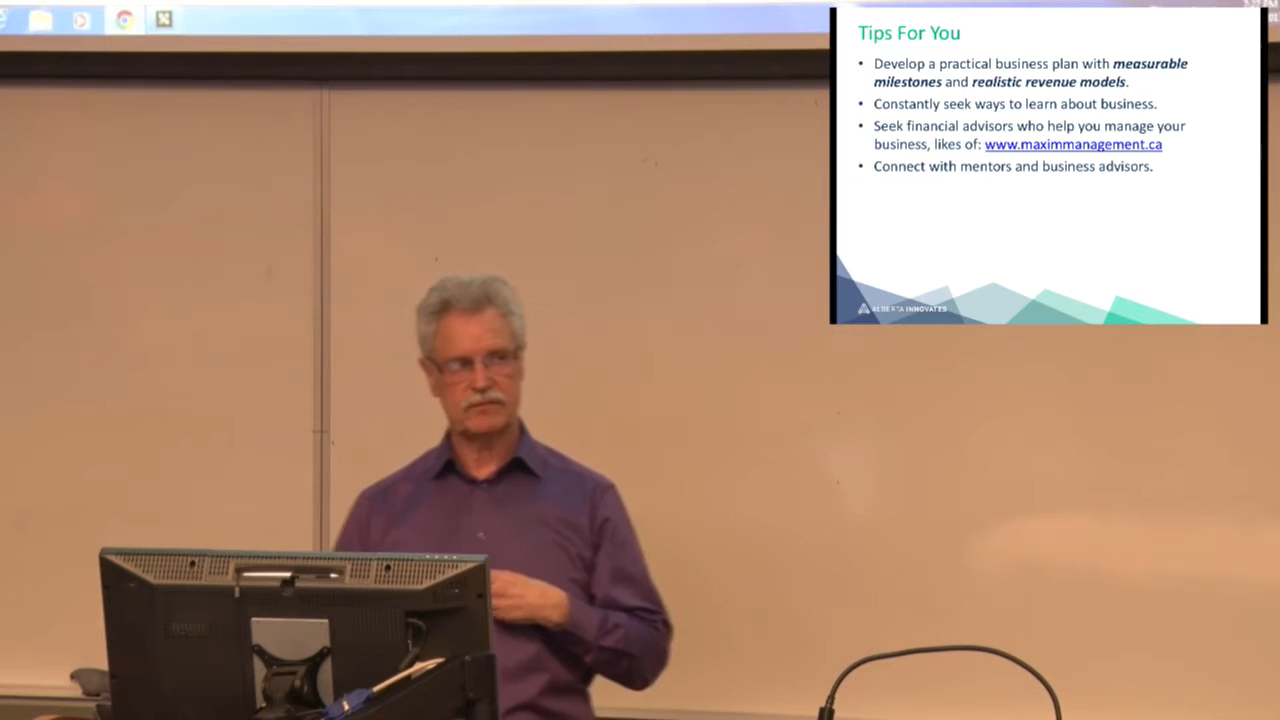 Tips For You
• Develop a practical business plan with measurable
milestones and realistic revenue models.
• Constantly seek ways to learn about business.
• Seek financial advisors who help you manage your
business, likes of: www.maximmanagement.ca
• Connect with mentors and business advisors.
ALBERTA INNOVATES